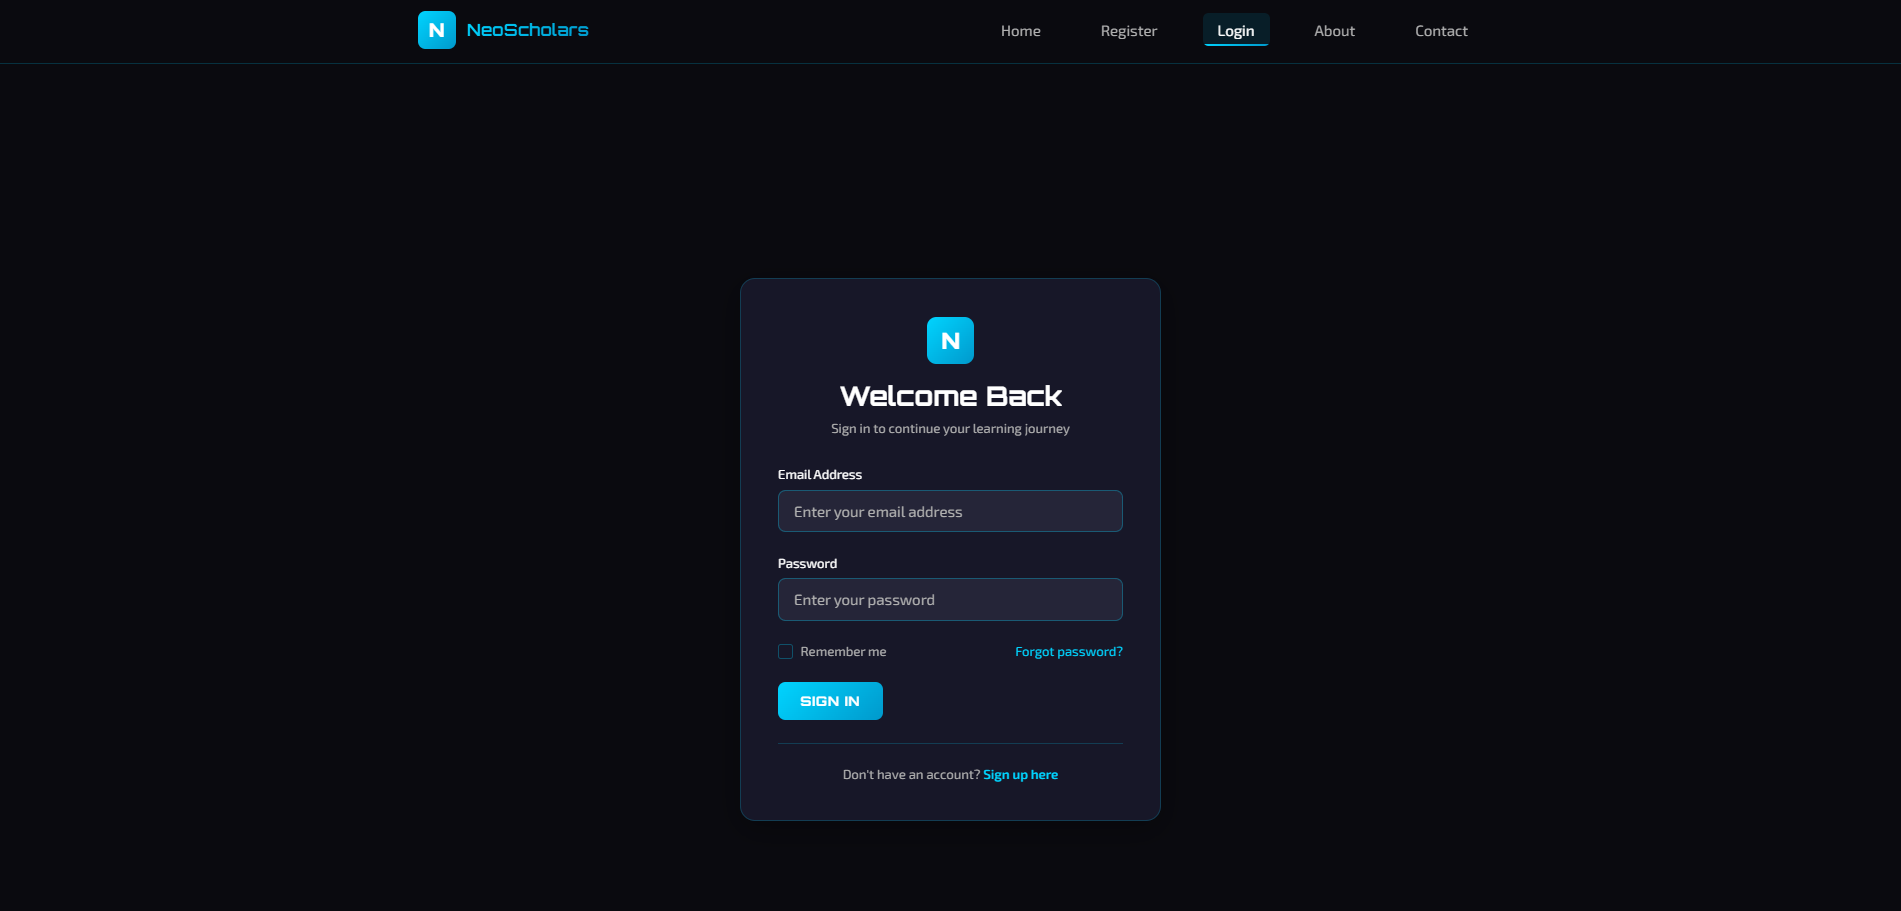 N NeoScholars Home Register Login About Contact
N
Welcome Back
Sign in to continue your learning journey
Email Address
Enter your email address
Password
Enter your password
Remember me Forgot password?
SIGN IN
Don't have an account? Sign up here